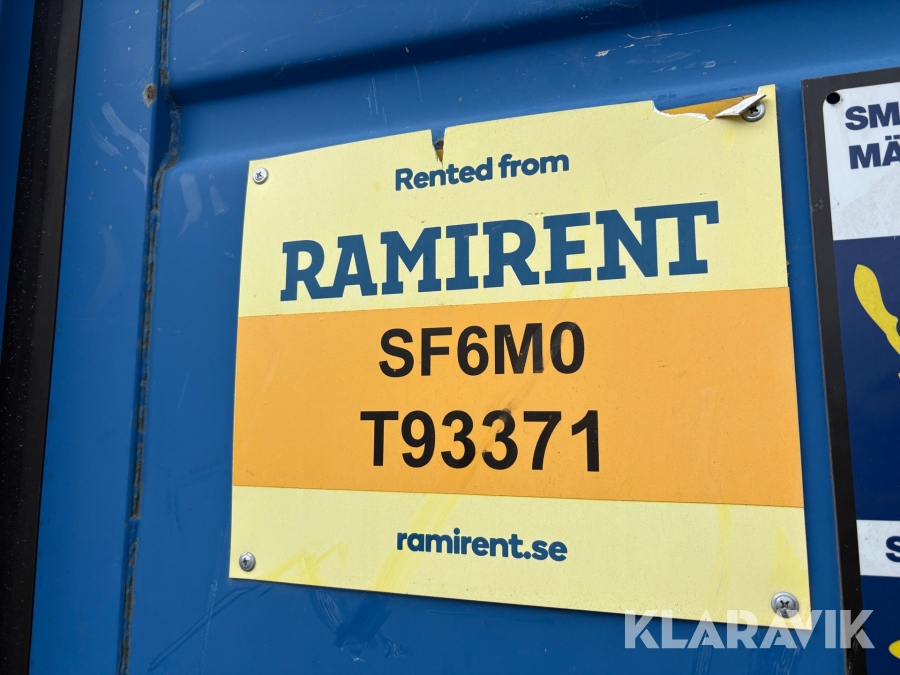 Rented from
RAMIRENT
SF6M0
T93371
ramirent.se
SM
MÄ
S
KLARAVIK